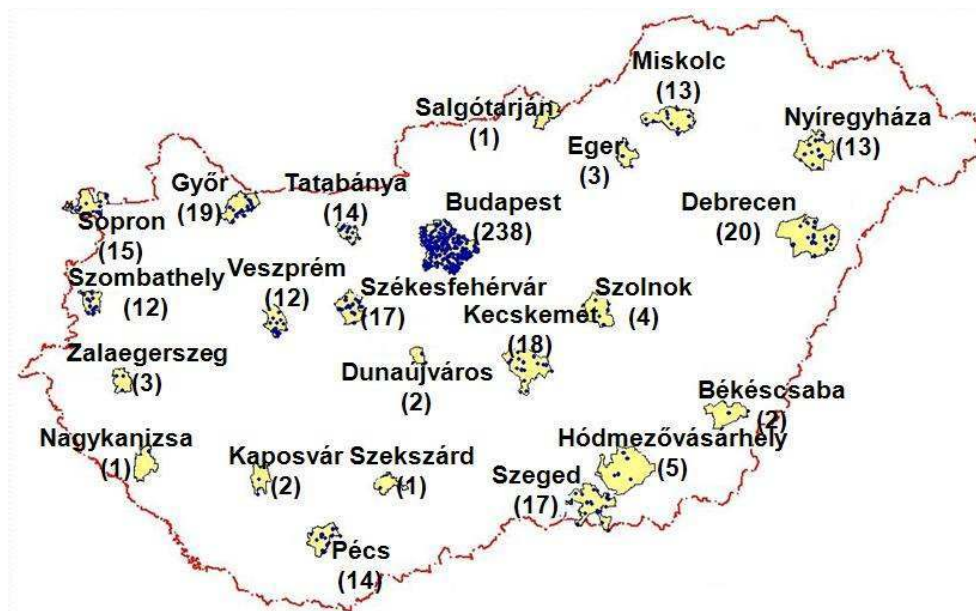 Miskolc
(13)
Salgótarján
(1)
Nyíregyháza
(13)
Eger
(3)
Győr
(19)
Tatabánya
(14)
Budapest
(238)
Debrecen
(20)
Sopron
(15)
Szombathely
(12)
Veszprém
(12)
Székesfehérvár
(17)
Szolnok
(4)
Kecskemét
(18)
Zalaegerszeg
(3)
Dunaújváros
(2)
Békéscsaba
(2)
Nagykanizsa
(1)
Kaposvár
(2)
Szekszárd
(1)
Hódmezővásárhely
(5)
Szeged
(17)
Pécs
(14)